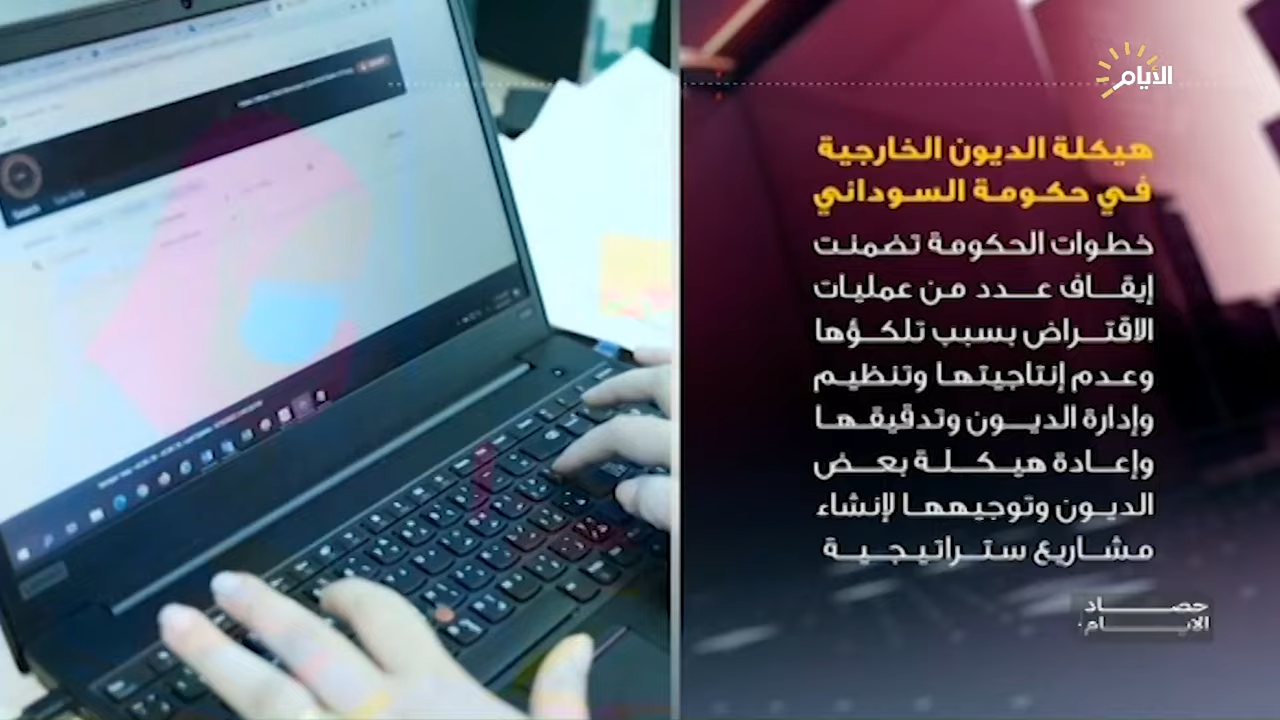 الأيام
هيكلة الديون الخارجية
في حكومة السوداني
خطوات الحكومة تضمنت
إيقاف عدد من عمليات
الاقتراض بسبب تلكؤها
وعدم إنتاجيتها وتنظيم
وإدارة الديون وتدقيقها
وإعادة هيكلة بعض
الديون وتوجيهها لإنشاء
مشاريع ستراتيجية
حصاد
الايام